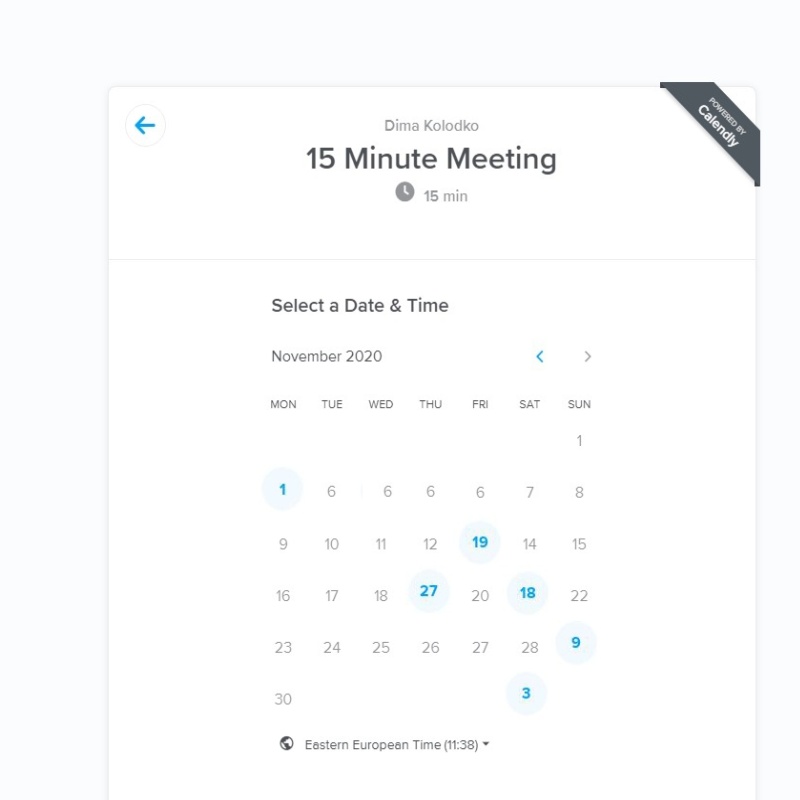 POWERED BY
Calendly
Dima Kolodko
15 Minute Meeting
15 min
Select a Date & Time
November 2020
MON TUE WED THU FRI SAT SUN
1
1 6 6 6 6 7 8
9 10 11 12 19 14 15
16 17 18 27 20 18 22
23 24 25 26 27 28 9
30 3
Eastern European Time (11:38)